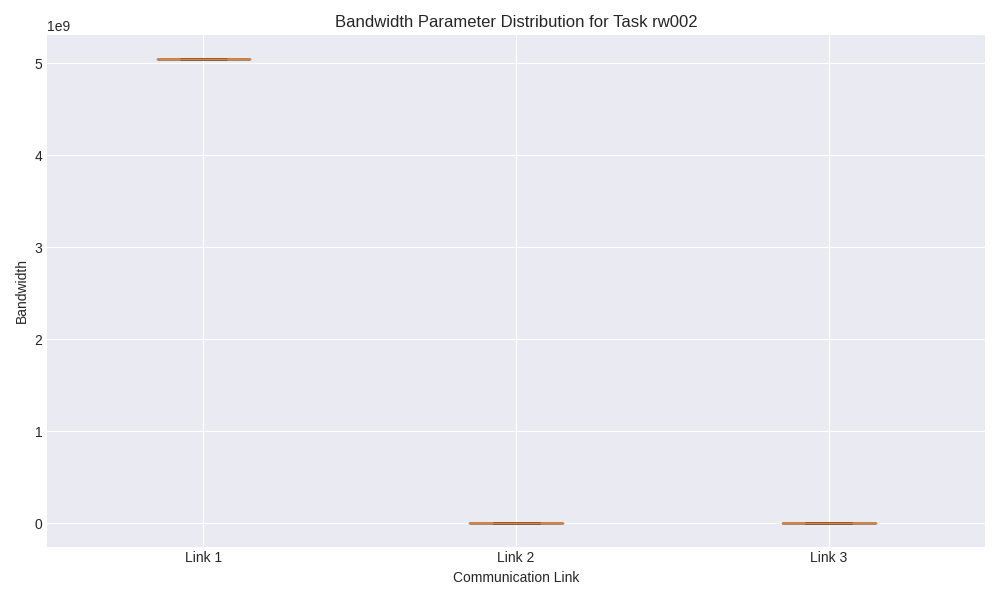 Bandwidth Parameter Distribution for Task rw002
1e9
5
4
3
2
1
0
Bandwidth
Link 1 Link 2 Link 3
Communication Link